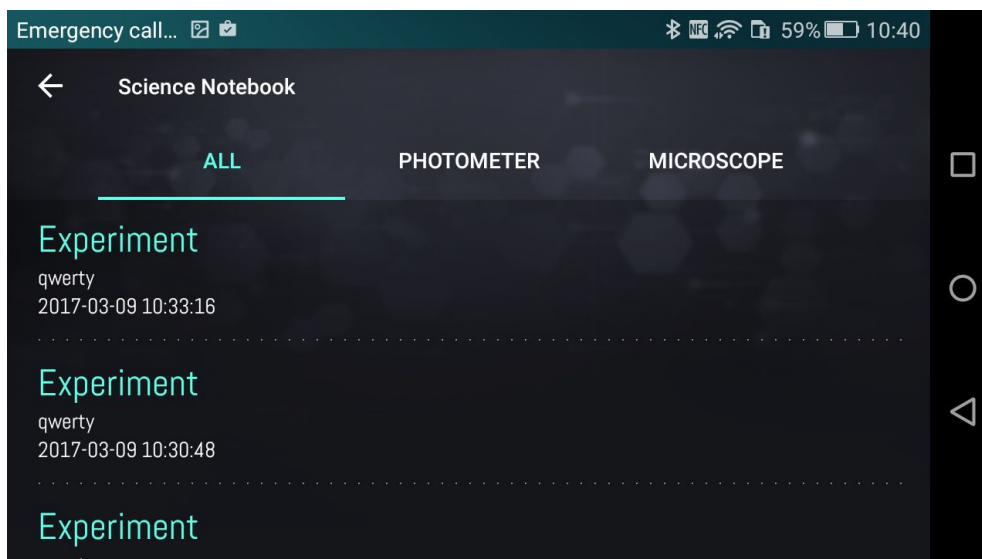 Emergency call... NFC 59% 10:40
Science Notebook
ALL PHOTOMETER MICROSCOPE
Experiment
qwerty
2017-03-09 10:33:16
Experiment
qwerty
2017-03-09 10:30:48
Experiment